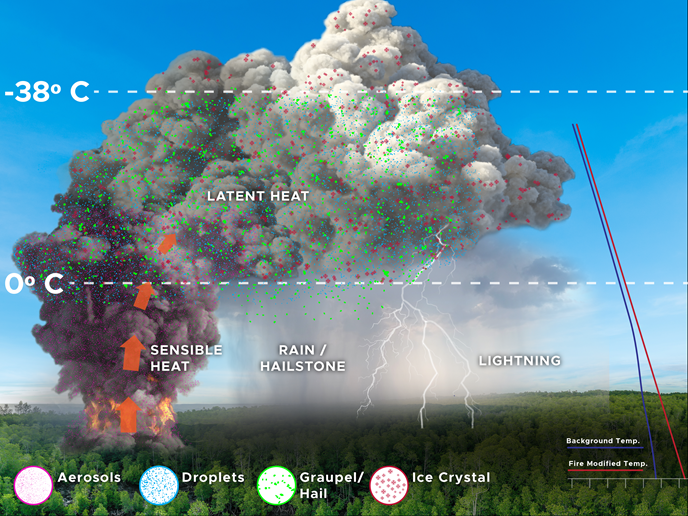 -38º C
LATENT HEAT
0º C
SENSIBLE
HEAT
RAIN /
HAILSTONE
LIGHTNING
Background Temp.
Fire Modified Temp.
Aerosols
Droplets
Graupel/
Hail
Ice Crystal